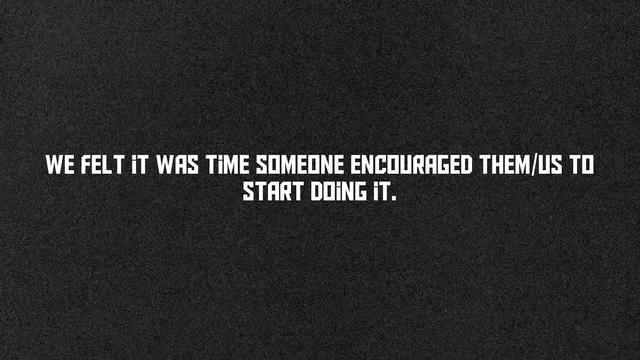 WE FELT IT WAS TIME SOMEONE ENCOURAGED THEM/US TO
START DOING IT.